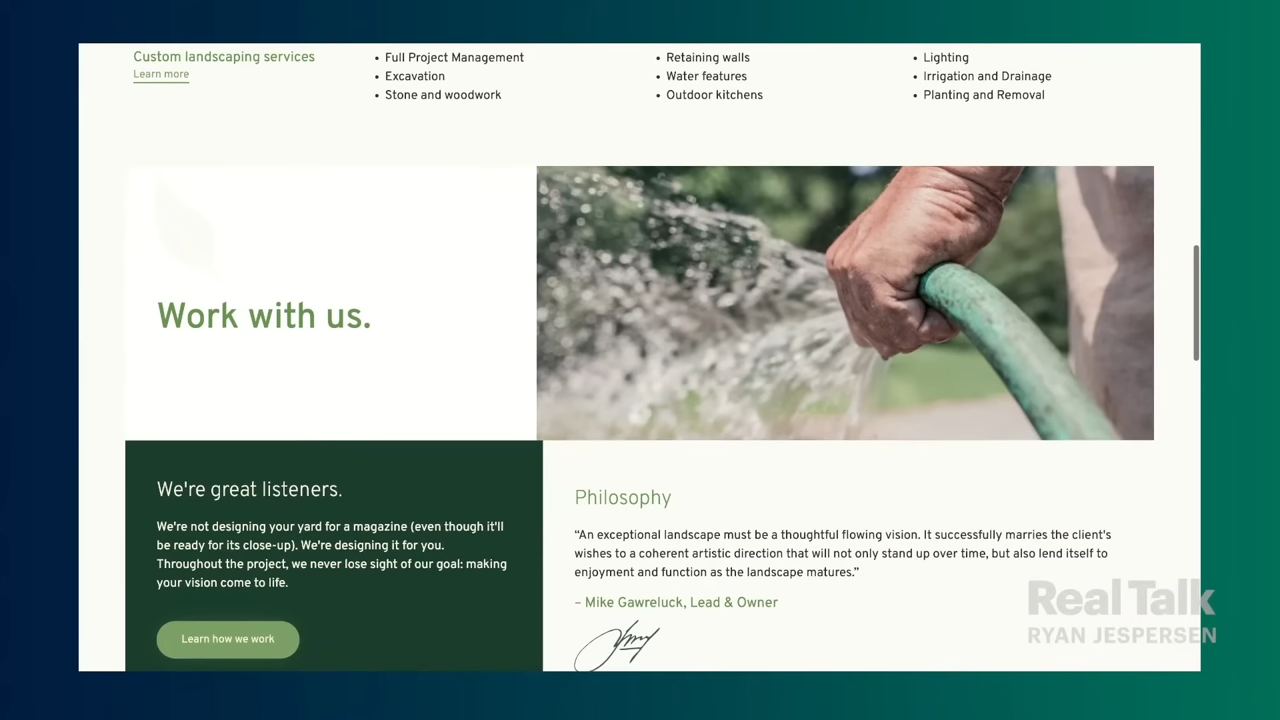 Custom landscaping services
Learn more
• Full Project Management
• Excavation
• Stone and woodwork
• Retaining walls
• Water features
• Outdoor kitchens
• Lighting
• Irrigation and Drainage
• Planting and Removal
Work with us.
We're great listeners.
We're not designing your yard for a magazine (even though it'll
be ready for its close-up). We're designing it for you.
Throughout the project, we never lose sight of our goal: making
your vision come to life.
Learn how we work
Philosophy
“An exceptional landscape must be a thoughtful flowing vision. It successfully marries the client's
wishes to a coherent artistic direction that will not only stand up over time, but also lend itself to
enjoyment and function as the landscape matures.”
– Mike Gawreluck, Lead & Owner
Real Talk
RYAN JESPERSEN